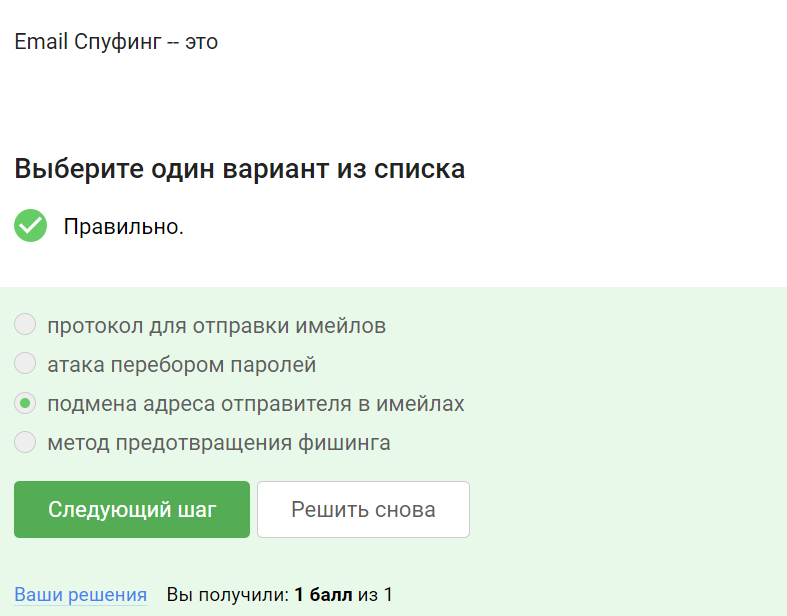 Email Спуфинг -- это
Выберите один вариант из списка
Правильно.
протокол для отправки имейлов
атака перебором паролей
подмена адреса отправителя в имейлах
метод предотвращения фишинга
Следующий шаг Решить снова
Ваши решения Вы получили: 1 балл из 1